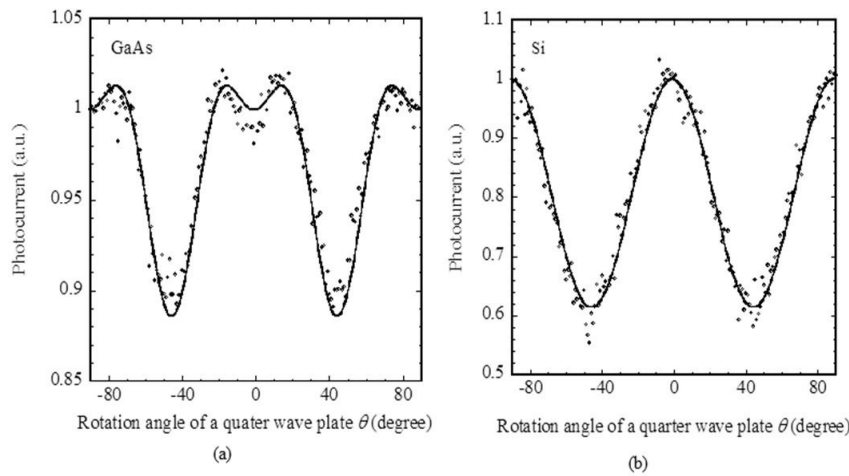 1.05
GaAs
1
0.95
0.9
0.85
-80
-40
0
40
80
Photocurrent (a.u.)
Rotation angle of a quater wave plate θ (degree)
(a)
1.1
Si
1
0.9
0.8
0.7
0.6
0.5
-80
-40
0
40
80
Photocurrent (a.u.)
Rotation angle of a quarter wave plate θ (degree)
(b)